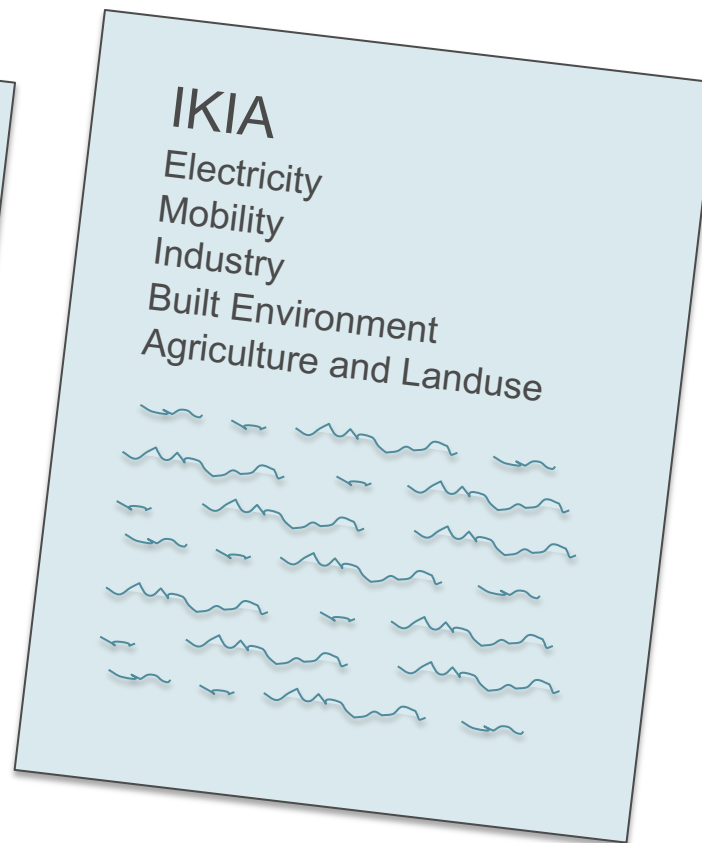 IKIA
Electricity
Mobility
Industry
Built Environment
Agriculture and Landuse